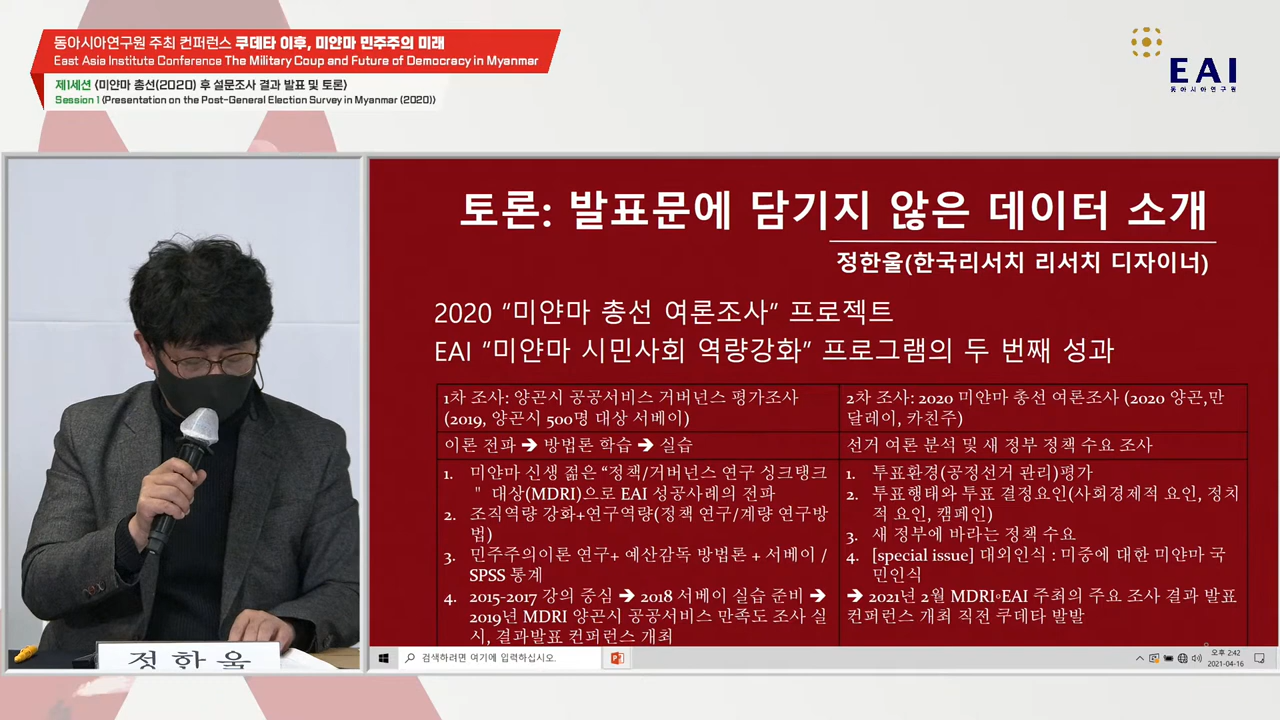 동아시아연구원 주최 컨퍼런스 쿠데타 이후, 미얀마 민주주의 미래
East Asia Institute Conference The Military Coup and Future of Democracy in Myanmar
제1세션 <미얀마 총선(2020) 후 설문조사 결과 발표 및 토론>
Session 1 (Presentation on the Post-General Election Survey in Myanmar (2020))
EAI
동아시아연구원
토론: 발표문에 담기지 않은 데이터 소개
정한울(한국리서치 리서치 디자이너)
2020 “미얀마 총선 여론조사” 프로젝트
EAI “미얀마 시민사회 역량강화” 프로그램의 두 번째 성과
1차 조사: 양곤시 공공서비스 거버넌스 평가조사
(2019, 양곤시 500명 대상 서베이)
이론 전파 ➔ 방법론 학습 ➔ 실습
1. 미얀마 신생 젊은 “정책/거버넌스 연구 싱크탱크
" 대상(MDRI)으로 EAI 성공사례의 전파
2. 조직역량 강화+연구역량(정책 연구/계량 연구방
법)
3. 민주주의이론 연구+ 예산감독 방법론 + 서베이 /
SPSS 통계
4. 2015-2017 강의 중심 ➔ 2018 서베이 실습 준비 ➔
2019년 MDRI 양곤시 공공서비스 만족도 조사 실
시, 결과발표 컨퍼런스 개최
2차 조사: 2020 미얀마 총선 여론조사 (2020 양곤,만
달레이, 카친주)
선거 여론 분석 및 새 정부 정책 수요 조사
1. 투표환경(공정선거 관리)평가
2. 투표행태와 투표 결정요인(사회경제적 요인, 정치
적 요인, 캠페인)
3. 새 정부에 바라는 정책 수요
4. [special issue] 대외인식 : 미중에 대한 미얀마 국
민인식
➔ 2021년 2월 MDRI◦EAI 주최의 주요 조사 결과 발표
컨퍼런스 개최 직전 쿠데타 발발
정한울
검색하려면 여기에 입력하십시오.
오후 2:42
2021-04-16